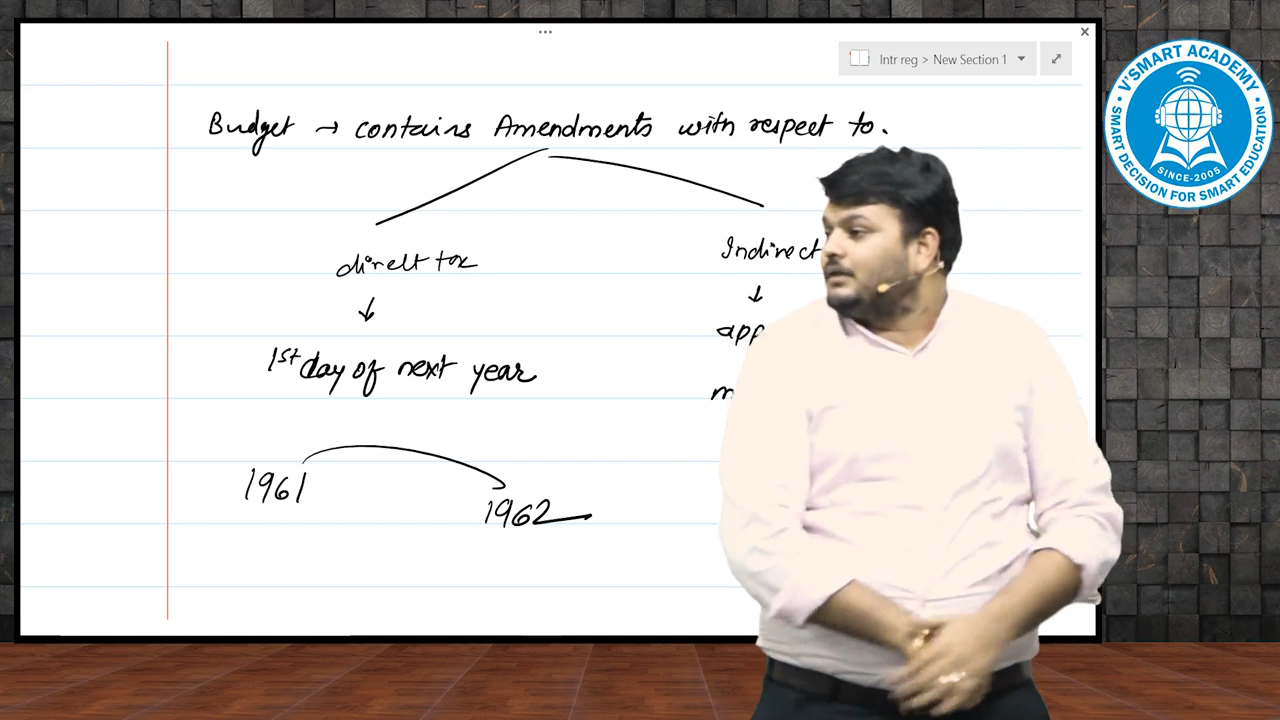 Intr reg > New Section 1
Budget → contains Amendments with respect to.
direct tax
Indirect
↓
↓
app
1st day of next year
m
1961
1962
V'SMART ACADEMY
SINCE-2005
SMART DECISION FOR SMART EDUCATION